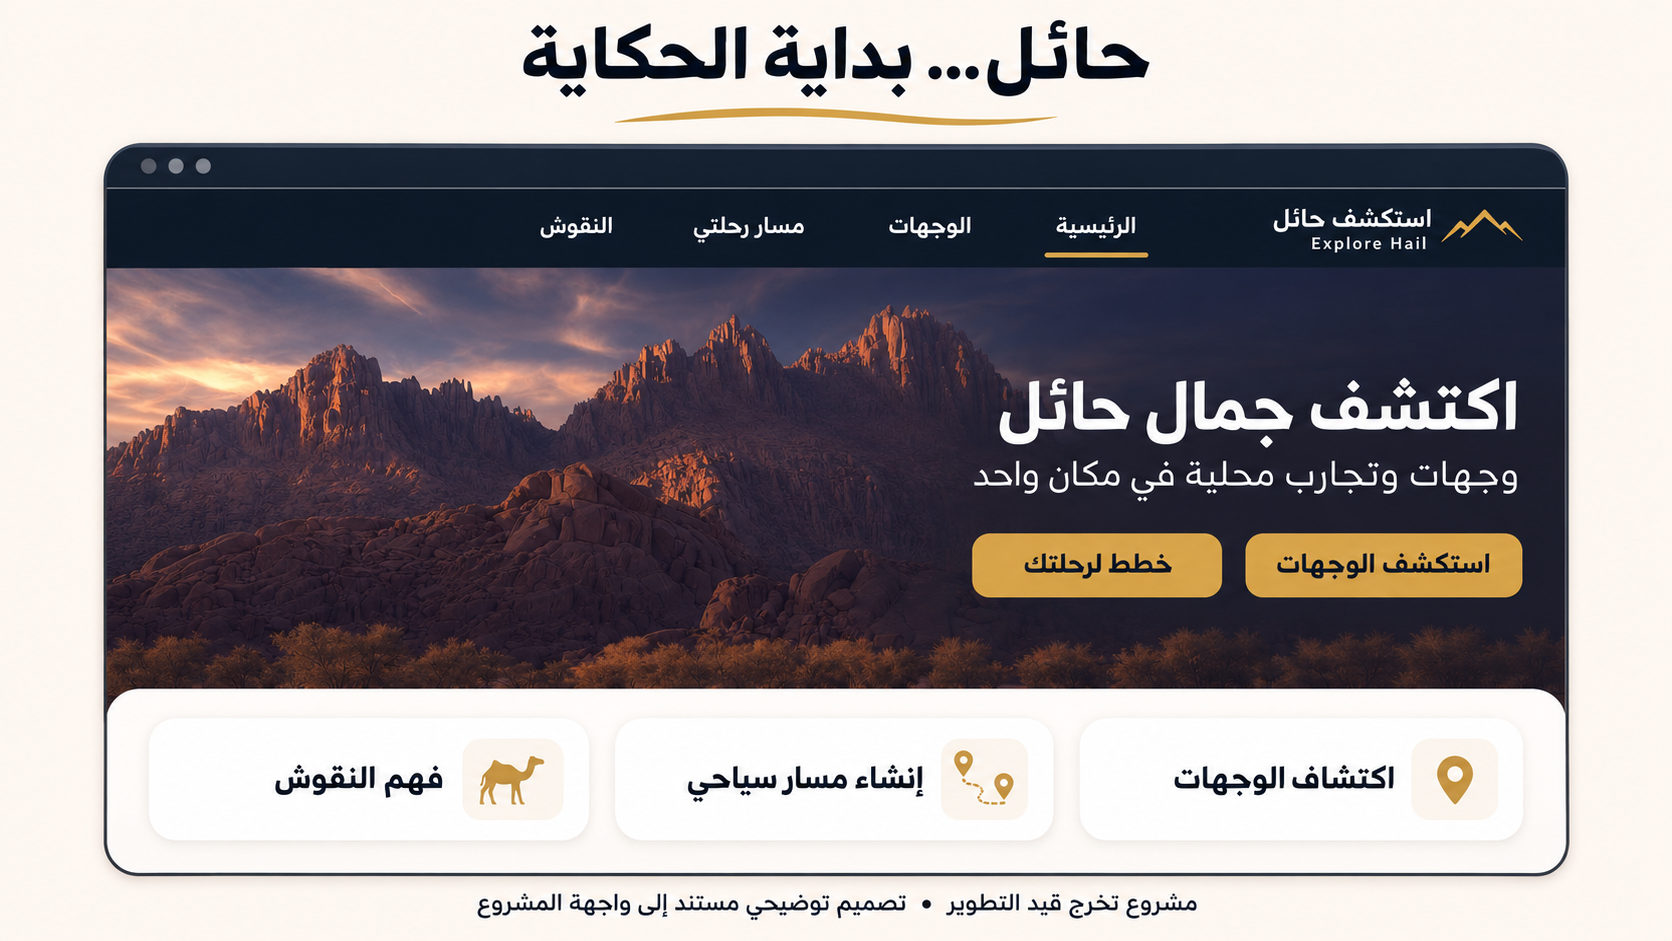 حائل... بداية الحكاية
استكشف حائل
Explore Hail
الرئيسية
الوجهات
مسار رحلتي
النقوش
اكتشف جمال حائل
وجهات وتجارب محلية في مكان واحد
استكشف الوجهات
خطط لرحلتك
اكتشاف الوجهات
إنشاء مسار سياحي
فهم النقوش
مشروع تخرج قيد التطوير • تصميم توضيحي مستند إلى واجهة المشروع